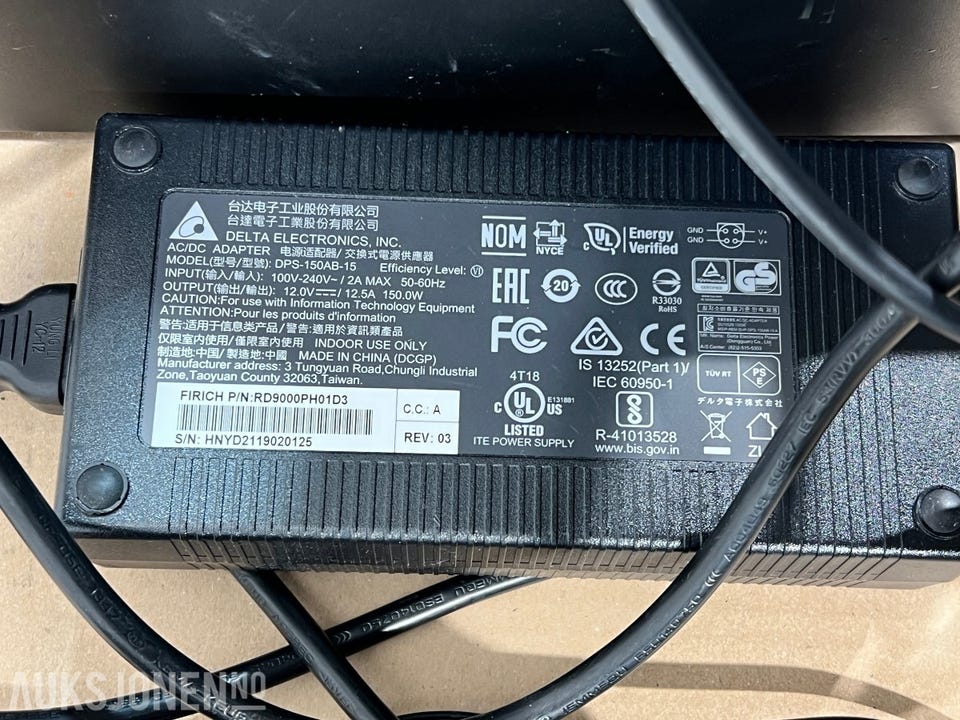 台达电子工业股份有限公司
台達電子工業股份有限公司
DELTA ELECTRONICS, INC.
AC/DC ADAPTER 电源适配器/ 交換式電源供應器
MODEL(型号/型號): DPS-150AB-15 Efficiency Level: VI
INPUT(输入/輸入): 100V-240V~ / 2A MAX 50-60Hz
OUTPUT(输出/輸出): 12.0V 12.5A 150.0W
CAUTION:For use with Information Technology Equipment
ATTENTION:Pour les produits d'information
警告:适用于信息类产品 / 警告: 適用於資訊類產品
仅限室内使用/ 僅限室內使用 INDOOR USE ONLY
制造地:中国/ 製造地:中國 MADE IN CHINA (DCGP)
Manufacturer address: 3 Tungyuan Road,Chungli Industrial
Zone,Taoyuan County 32063,Taiwan.
FIRICH P/N:RD9000PH01D3
S/N: HNYD2119020125
C.C.: A
REV: 03
NOM
NYCE
c UL
Energy
Verified
GND V+
GND V+
EAC
20
CCC
R33030
RoHS
FC
CE
IS 13252(Part 1)/
IEC 60950-1
4T18
c UL US
E131881
LISTED
ITE POWER SUPPLY
R-41013528
www.bis.gov.in
GS
TÜV RT
PS
E
デルタ電子株式会社
AUKSJONEN.NO